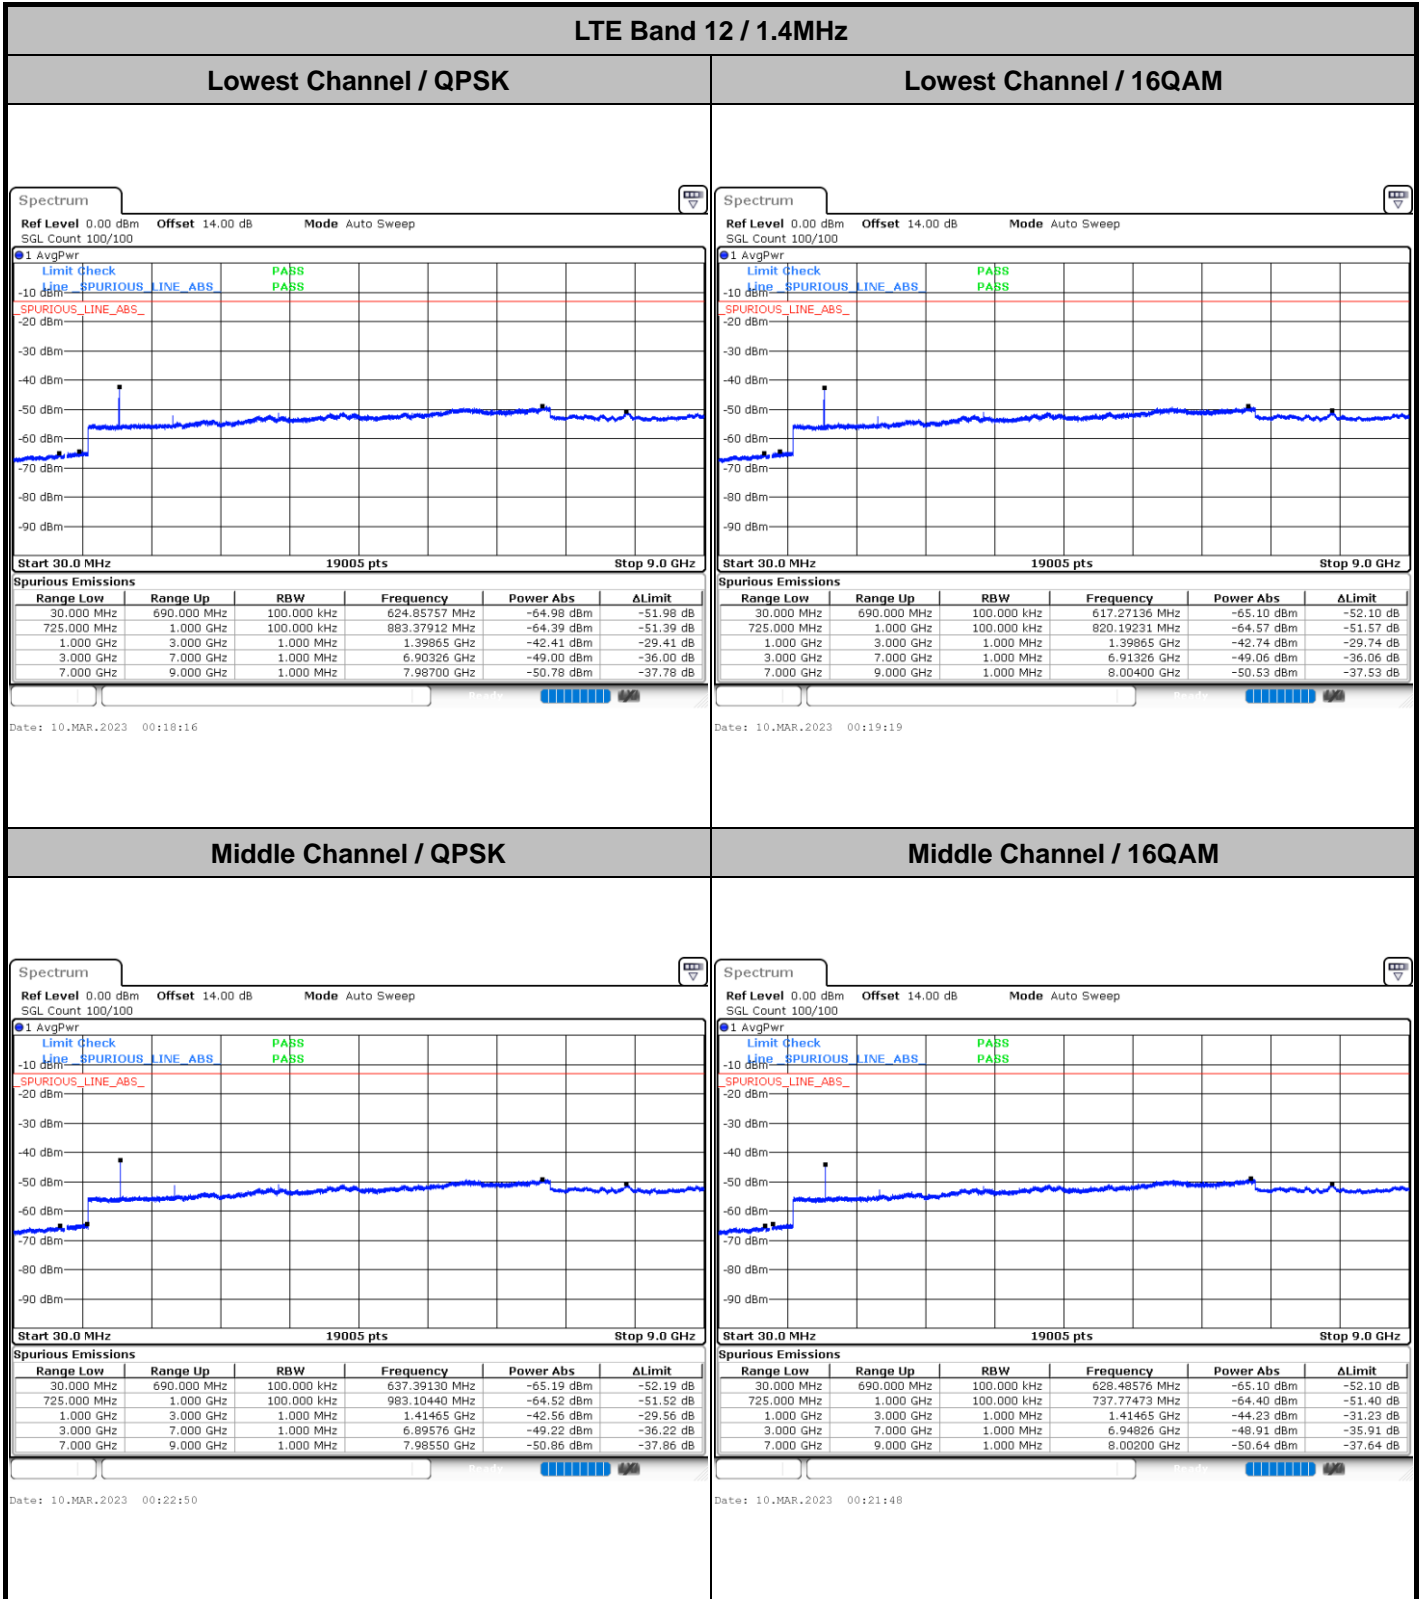 LTE Band 12 / 1.4MHz
Lowest Channel / QPSK
Lowest Channel / 16QAM
Spectrum
Ref Level 0.00 dBm Offset 14.00 dB Mode Auto Sweep
SGL Count 100/100
1 AvgPwr
Limit Check PASS
Line _SPURIOUS_LINE_ABS_ PASS
-10 dBm
_SPURIOUS_LINE_ABS_
-20 dBm
-30 dBm
-40 dBm
-50 dBm
-60 dBm
-70 dBm
-80 dBm
-90 dBm
Start 30.0 MHz 19005 pts Stop 9.0 GHz
Spurious Emissions
Range Low Range Up RBW Frequency Power Abs ΔLimit
30.000 MHz 690.000 MHz 100.000 kHz 624.85757 MHz -64.98 dBm -51.98 dB
725.000 MHz 1.000 GHz 100.000 kHz 883.37912 MHz -64.39 dBm -51.39 dB
1.000 GHz 3.000 GHz 1.000 MHz 1.39865 GHz -42.41 dBm -29.41 dB
3.000 GHz 7.000 GHz 1.000 MHz 6.90326 GHz -49.00 dBm -36.00 dB
7.000 GHz 9.000 GHz 1.000 MHz 7.98700 GHz -50.78 dBm -37.78 dB
Date: 10.MAR.2023 00:18:16
Spectrum
Ref Level 0.00 dBm Offset 14.00 dB Mode Auto Sweep
SGL Count 100/100
1 AvgPwr
Limit Check PASS
Line _SPURIOUS_LINE_ABS_ PASS
-10 dBm
_SPURIOUS_LINE_ABS_
-20 dBm
-30 dBm
-40 dBm
-50 dBm
-60 dBm
-70 dBm
-80 dBm
-90 dBm
Start 30.0 MHz 19005 pts Stop 9.0 GHz
Spurious Emissions
Range Low Range Up RBW Frequency Power Abs ΔLimit
30.000 MHz 690.000 MHz 100.000 kHz 617.27136 MHz -65.10 dBm -52.10 dB
725.000 MHz 1.000 GHz 100.000 kHz 820.19231 MHz -64.57 dBm -51.57 dB
1.000 GHz 3.000 GHz 1.000 MHz 1.39865 GHz -42.74 dBm -29.74 dB
3.000 GHz 7.000 GHz 1.000 MHz 6.91326 GHz -49.06 dBm -36.06 dB
7.000 GHz 9.000 GHz 1.000 MHz 8.00400 GHz -50.53 dBm -37.53 dB
Date: 10.MAR.2023 00:19:19
Middle Channel / QPSK
Middle Channel / 16QAM
Spectrum
Ref Level 0.00 dBm Offset 14.00 dB Mode Auto Sweep
SGL Count 100/100
1 AvgPwr
Limit Check PASS
Line _SPURIOUS_LINE_ABS_ PASS
-10 dBm
_SPURIOUS_LINE_ABS_
-20 dBm
-30 dBm
-40 dBm
-50 dBm
-60 dBm
-70 dBm
-80 dBm
-90 dBm
Start 30.0 MHz 19005 pts Stop 9.0 GHz
Spurious Emissions
Range Low Range Up RBW Frequency Power Abs ΔLimit
30.000 MHz 690.000 MHz 100.000 kHz 637.39130 MHz -65.19 dBm -52.19 dB
725.000 MHz 1.000 GHz 100.000 kHz 983.10440 MHz -64.52 dBm -51.52 dB
1.000 GHz 3.000 GHz 1.000 MHz 1.41465 GHz -42.56 dBm -29.56 dB
3.000 GHz 7.000 GHz 1.000 MHz 6.89576 GHz -49.22 dBm -36.22 dB
7.000 GHz 9.000 GHz 1.000 MHz 7.98550 GHz -50.86 dBm -37.86 dB
Date: 10.MAR.2023 00:22:50
Spectrum
Ref Level 0.00 dBm Offset 14.00 dB Mode Auto Sweep
SGL Count 100/100
1 AvgPwr
Limit Check PASS
Line _SPURIOUS_LINE_ABS_ PASS
-10 dBm
_SPURIOUS_LINE_ABS_
-20 dBm
-30 dBm
-40 dBm
-50 dBm
-60 dBm
-70 dBm
-80 dBm
-90 dBm
Start 30.0 MHz 19005 pts Stop 9.0 GHz
Spurious Emissions
Range Low Range Up RBW Frequency Power Abs ΔLimit
30.000 MHz 690.000 MHz 100.000 kHz 628.48576 MHz -65.10 dBm -52.10 dB
725.000 MHz 1.000 GHz 100.000 kHz 737.77473 MHz -64.40 dBm -51.40 dB
1.000 GHz 3.000 GHz 1.000 MHz 1.41465 GHz -44.23 dBm -31.23 dB
3.000 GHz 7.000 GHz 1.000 MHz 6.94826 GHz -48.91 dBm -35.91 dB
7.000 GHz 9.000 GHz 1.000 MHz 8.00200 GHz -50.64 dBm -37.64 dB
Date: 10.MAR.2023 00:21:48